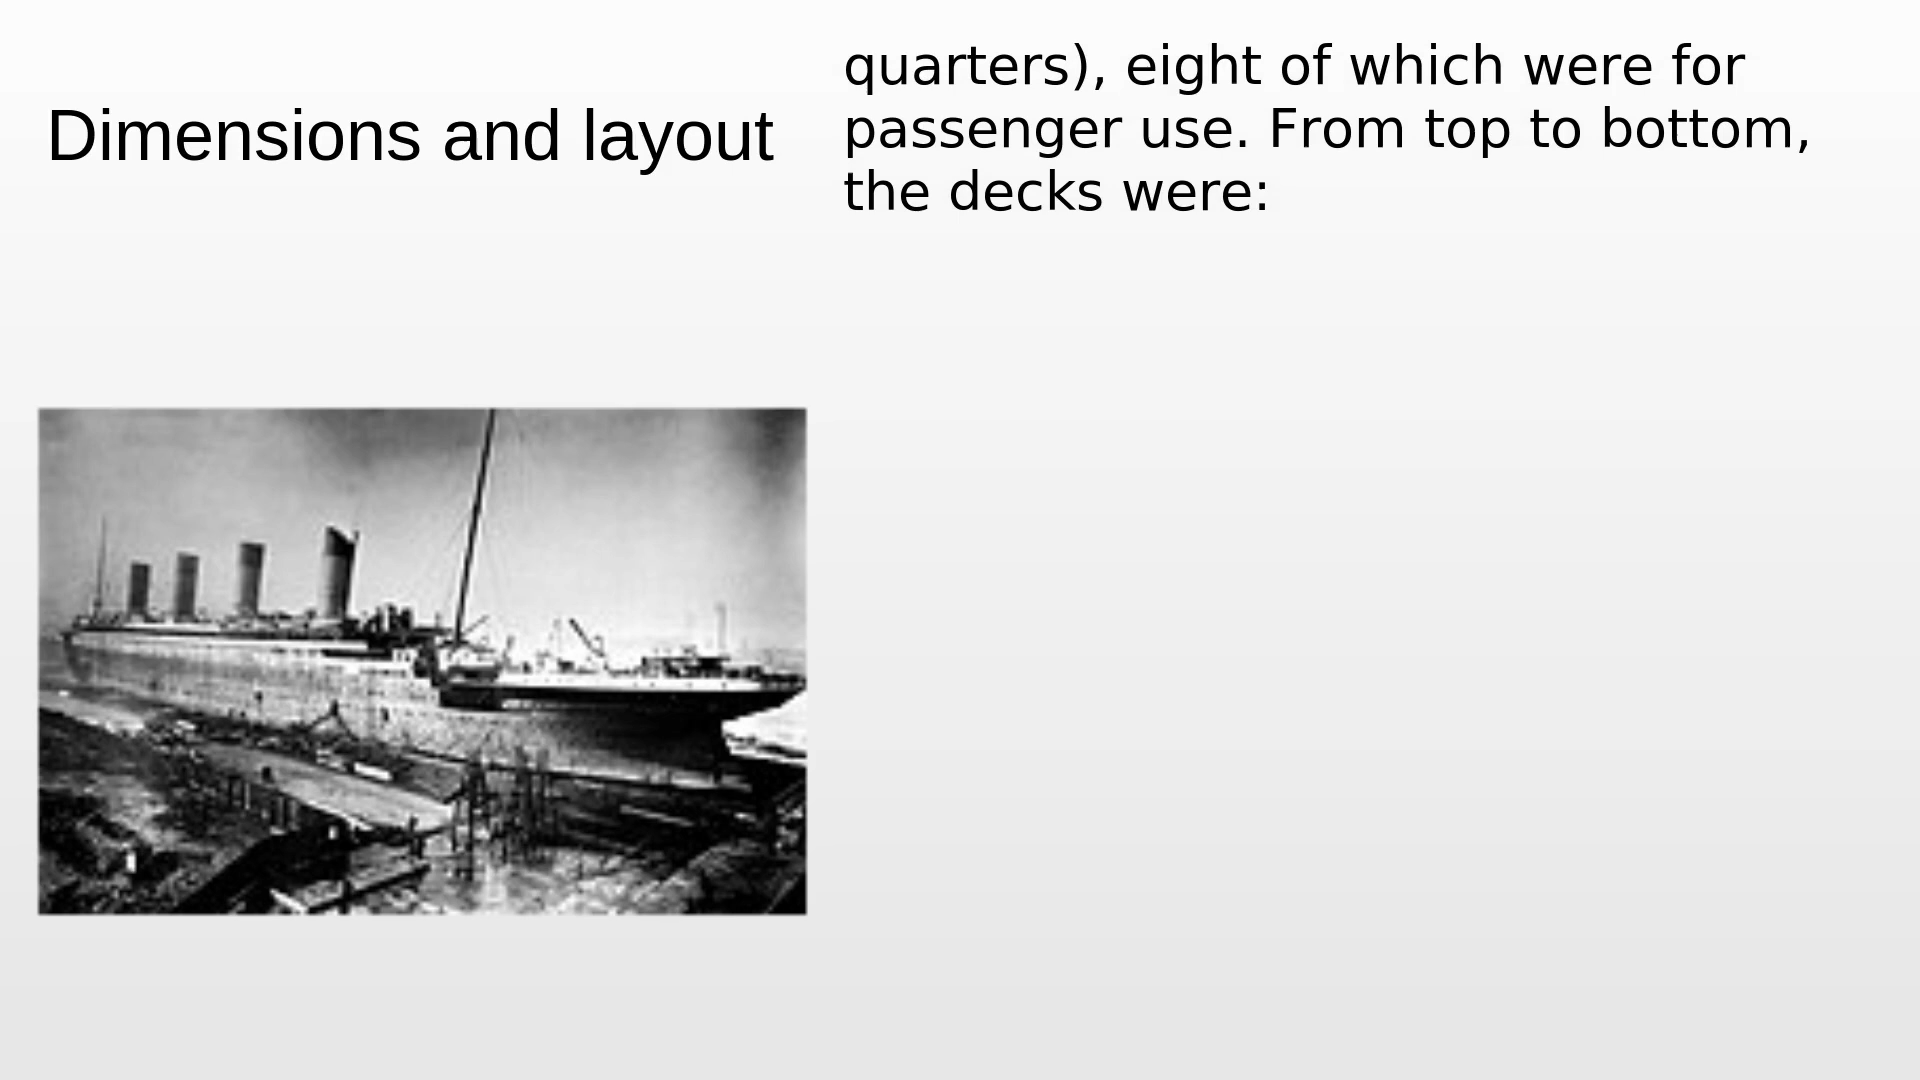 Dimensions and layout
quarters), eight of which were for
passenger use. From top to bottom,
the decks were: